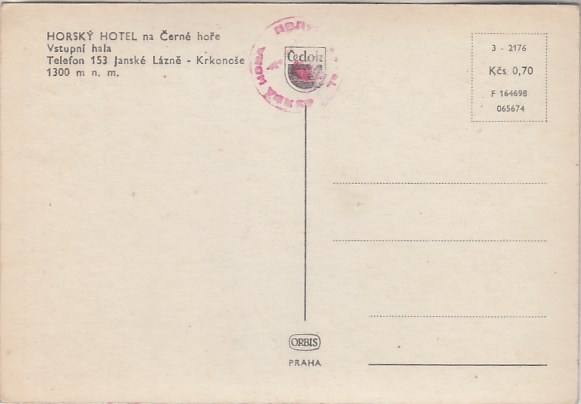 HORSKÝ HOTEL na Černé hoře
Vstupní hala
Telefon 153 Janské Lázně - Krkonoše
1300 m n. m.
Čedok
3 - 2176
Kčs 0,70
F 164698
065674
ORBIS
PRAHA